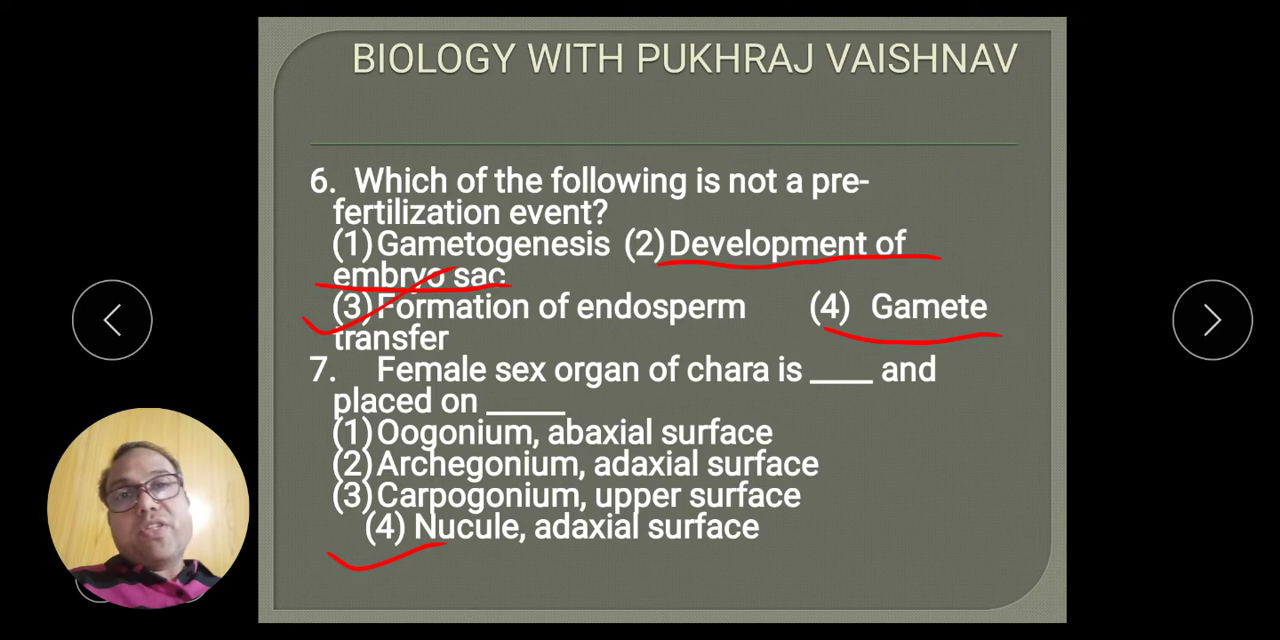 BIOLOGY WITH PUKHRAJ VAISHNAV
6. Which of the following is not a pre-
fertilization event?
(1) Gametogenesis (2) Development of
embryo sac
(3) Formation of endosperm (4) Gamete
transfer
7. Female sex organ of chara is ____ and
placed on _____
(1) Oogonium, abaxial surface
(2) Archegonium, adaxial surface
(3) Carpogonium, upper surface
(4) Nucule, adaxial surface